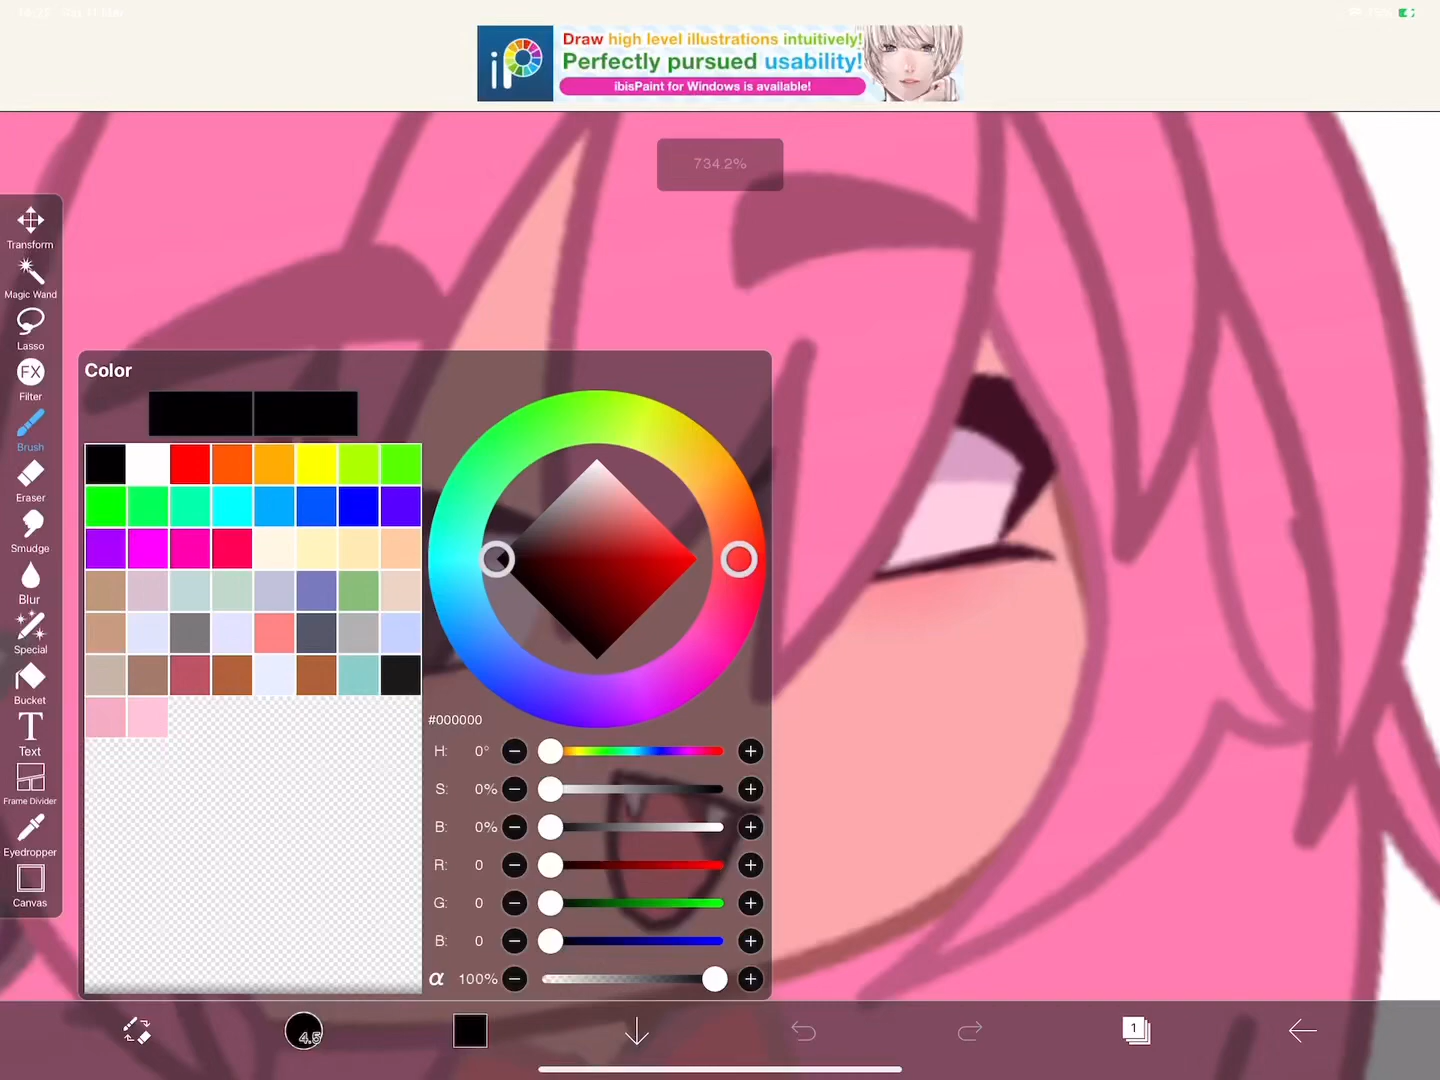 Draw high level illustrations intuitively!
iP
Perfectly pursued usability!
ibisPaint for Windows is available!
734.2%
Transform
Magic Wand
Lasso
FX
Filter
Brush
Eraser
Smudge
Blur
Special
Bucket
T
Text
Frame Divider
Eyedropper
Canvas
Color
#000000
H: 0°
S: 0%
B: 0%
R: 0
G: 0
B: 0
α 100%
4.5
1